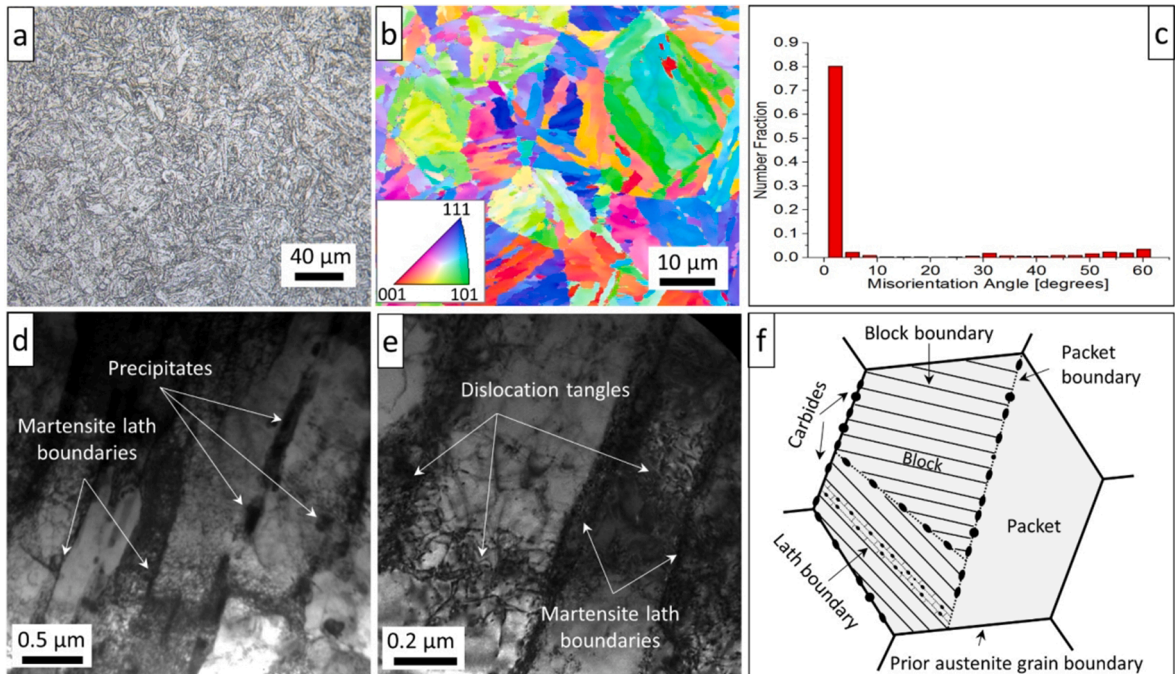 a
40 µm
b
111
001
101
10 µm
c
0.9
0.8
0.7
0.6
0.5
0.4
0.3
0.2
0.1
0.0
Number Fraction
0 10 20 30 40 50 60
Misorientation Angle [degrees]
d
Precipitates
Martensite lath
boundaries
0.5 µm
e
Dislocation tangles
Martensite lath
boundaries
0.2 µm
f
Block boundary
Packet
boundary
Carbides
Block
Packet
Lath boundary
Prior austenite grain boundary